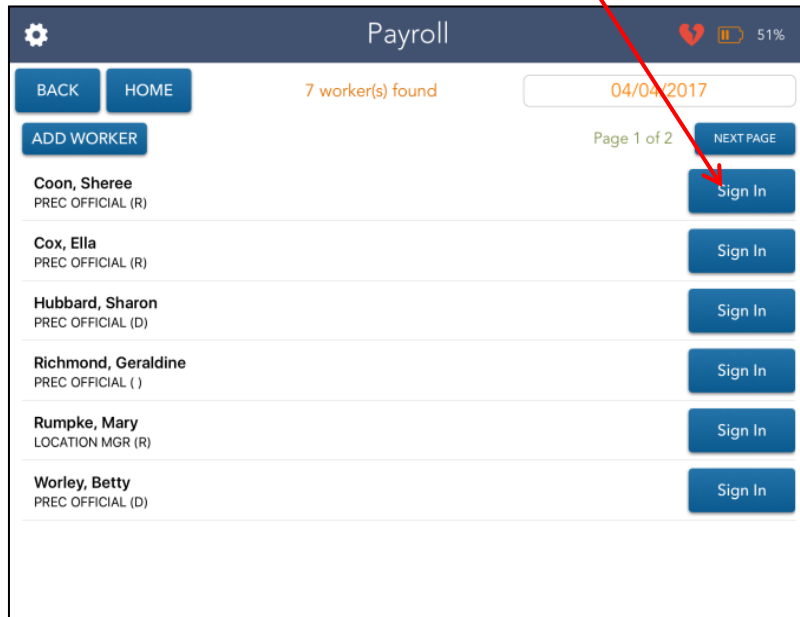 Payroll 51%
BACK HOME 7 worker(s) found 04/04/2017
ADD WORKER Page 1 of 2 NEXT PAGE
Coon, Sheree
PREC OFFICIAL (R)
Sign In
Cox, Ella
PREC OFFICIAL (R)
Sign In
Hubbard, Sharon
PREC OFFICIAL (D)
Sign In
Richmond, Geraldine
PREC OFFICIAL ( )
Sign In
Rumpke, Mary
LOCATION MGR (R)
Sign In
Worley, Betty
PREC OFFICIAL (D)
Sign In